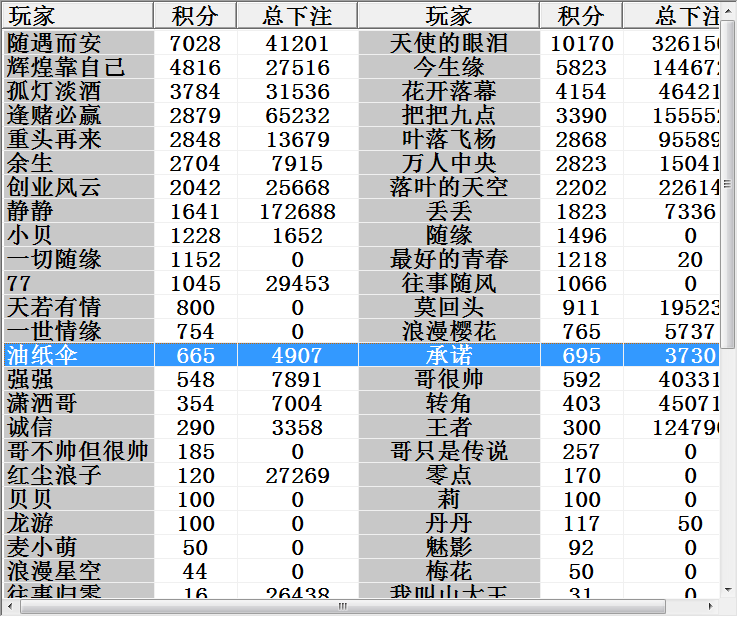 玩家 积分 总下注 玩家 积分 总下注
随遇而安 7028 41201 天使的眼泪 10170
辉煌靠自己 4816 27516 今生缘 5823
孤灯淡酒 3784 31536 花开落幕 4154 46421
逢赌必赢 2879 65232 把把九点 3390
重头再来 2848 13679 叶落飞杨 2868 95589
余生 2704 7915 万人中央 2823 15041
创业风云 2042 25668 落叶的天空 2202 22614
静静 1641 172688 丢丢 1823 7336
小贝 1228 1652 随缘 1496 0
一切随缘 1152 0 最好的青春 1218 20
77 1045 29453 往事随风 1066 0
天若有情 800 0 莫回头 911 19523
一世情缘 754 0 浪漫樱花 765 5737
油纸伞 665 4907 承诺 695 3730
强强 548 7891 哥很帅 592 40331
潇洒哥 354 7004 转角 403 45071
诚信 290 3358 王者 300
哥不帅但很帅 185 0 哥只是传说 257 0
红尘浪子 120 27269 零点 170 0
贝贝 100 0 莉 100 0
龙游 100 0 丹丹 117 50
麦小萌 50 0 魅影 92 0
浪漫星空 44 0 梅花 50 0
往事归零 16 26438 我叫山大王 31 0